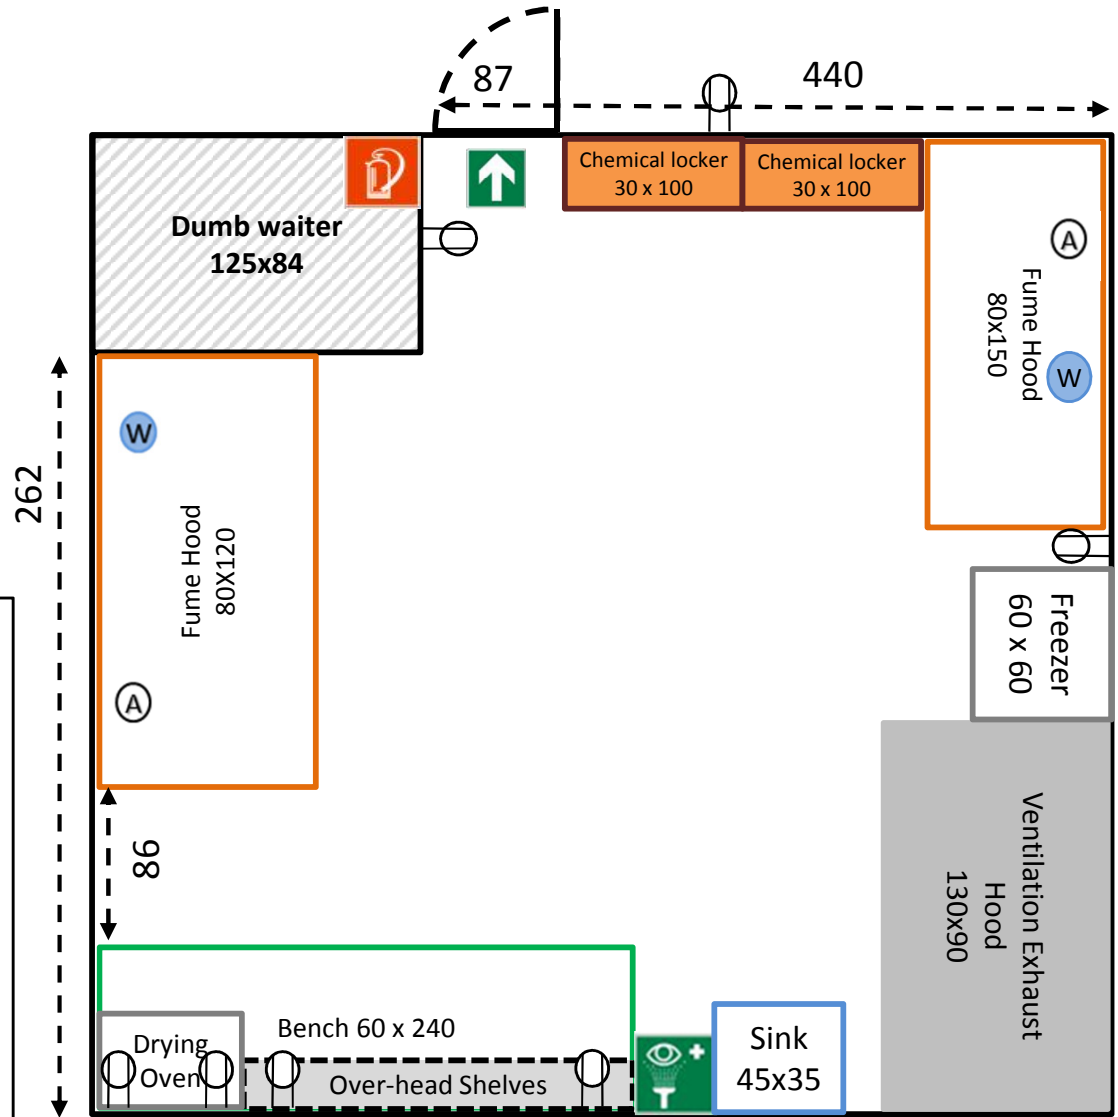 87
440
Chemical locker
30 x 100
Chemical locker
30 x 100
Dumb waiter
125x84
A
Fume Hood
80x150
W
262
W
Fume Hood
80X120
A
Freezer
60 x 60
86
Ventilation Exhaust
Hood
130x90
Bench 60 x 240
Drying
Oven
Over-head Shelves
Sink
45x35